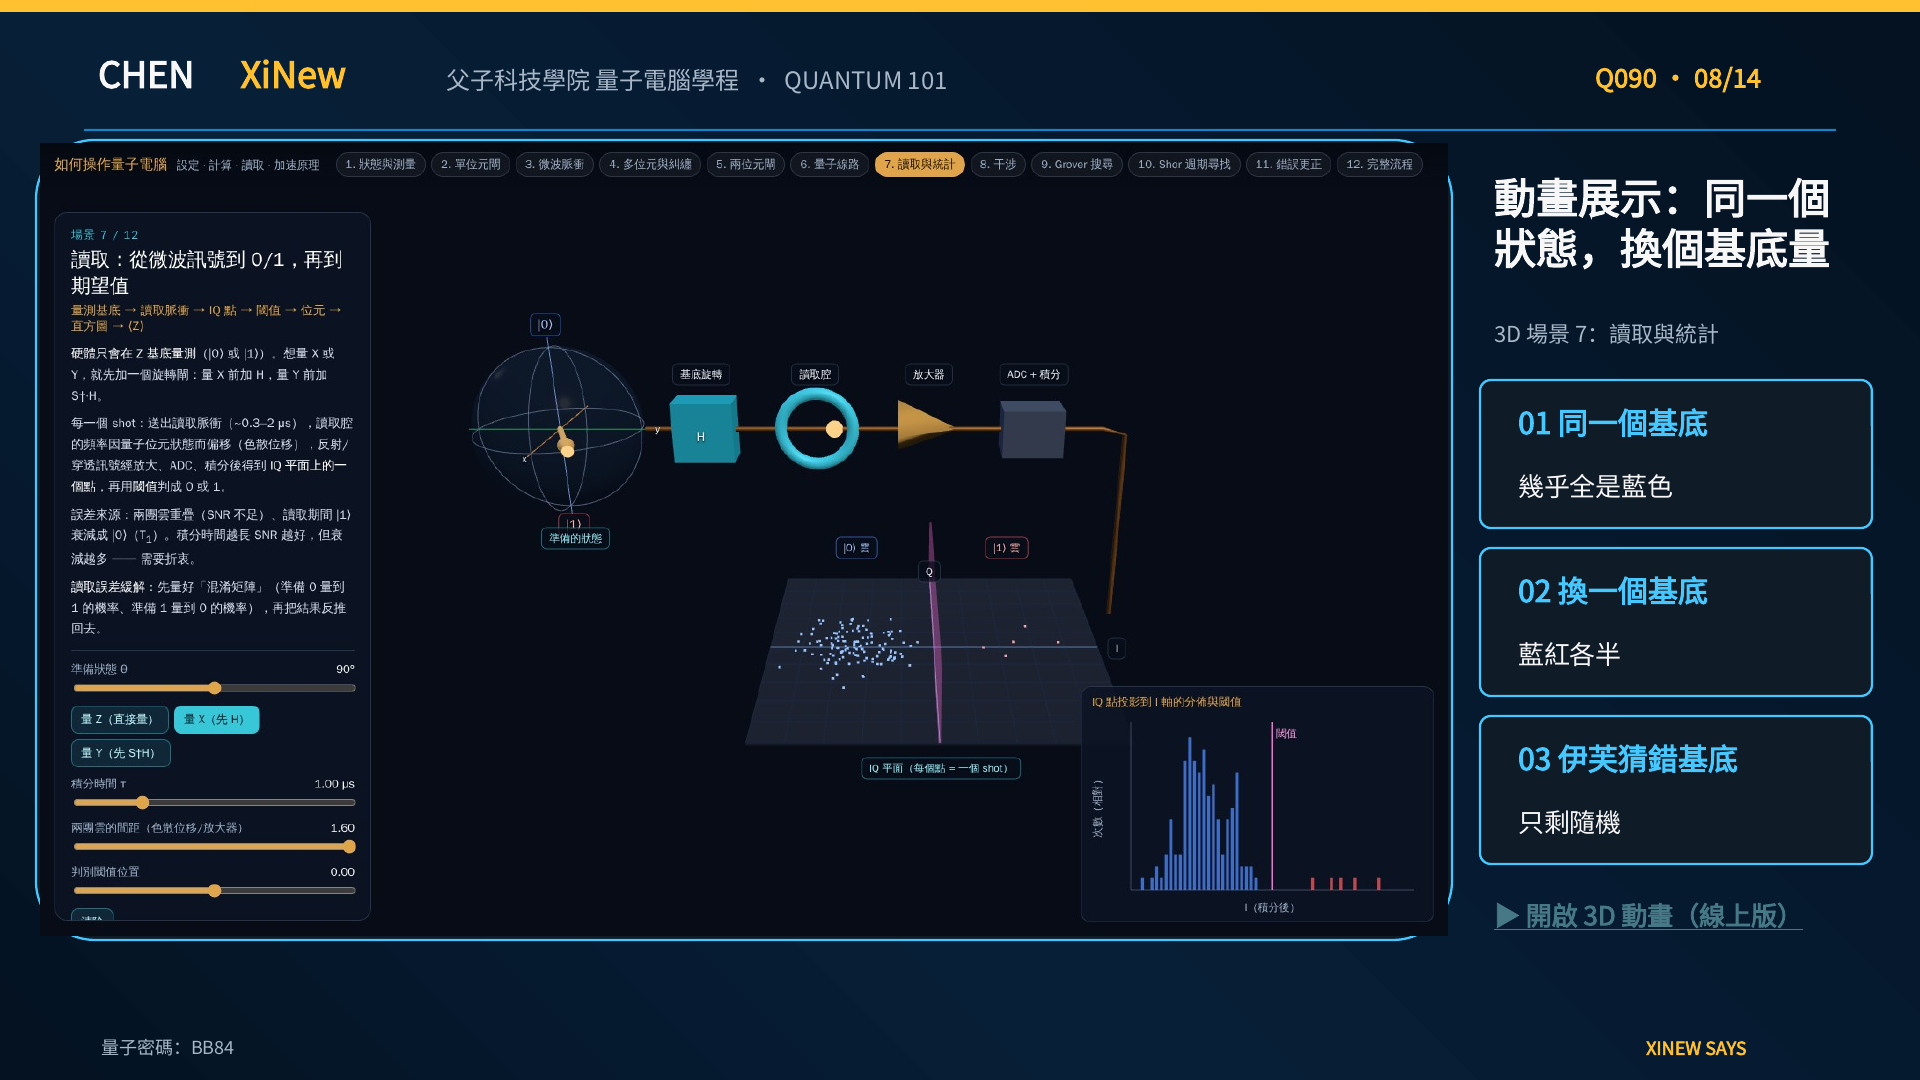 CHEN XiNew 父子科技學院 量子電腦學程 · QUANTUM 101 Q090 · 08/14
如何操作量子電腦 設定 · 計算 · 讀取 · 加速原理 1. 狀態與測量 2. 單位元閘 3. 微波脈衝 4. 多位元與糾纏 5. 兩位元閘 6. 量子線路 7. 讀取與統計 8. 干涉 9. Grover 搜尋 10. Shor 週期尋找 11. 錯誤更正 12. 完整流程
場景 7 / 12
讀取：從微波訊號到 0/1，再到
期望值
量測基底 → 讀取脈衝 → IQ 點 → 閾值 → 位元 →
直方圖 → ⟨Z⟩
硬體只會在 Z 基底量測（|0⟩ 或 |1⟩）。想量 X 或
Y，就先加一個旋轉閘：量 X 前加 H，量 Y 前加
S†·H。
每一個 shot：送出讀取脈衝（~0.3–2 μs），讀取腔
的頻率因量子位元狀態而偏移（色散位移），反射/
穿透訊號經放大、ADC、積分後得到 IQ 平面上的一
個點，再用閾值判成 0 或 1。
誤差來源：兩團雲重疊（SNR 不足）、讀取期間 |1⟩
衰減成 |0⟩（T₁）。積分時間越長 SNR 越好，但衰
減越多 —— 需要折衷。
讀取誤差緩解：先量好「混淆矩陣」（準備 0 量到
1 的機率、準備 1 量到 0 的機率），再把結果反推
回去。
準備狀態 θ 90°
量 Z（直接量） 量 X（先 H）
量 Y（先 S†H）
積分時間 τ 1.00 μs
兩團雲的間距（色散位移/放大器） 1.60
判別閾值位置 0.00
清除
|0⟩
y
x
|1⟩
準備的狀態
基底旋轉 讀取腔 放大器 ADC + 積分
H
|0⟩ 雲 |1⟩ 雲
Q
I
IQ 平面（每個點 = 一個 shot）
IQ 點投影到 I 軸的分佈與閾值
閾值
次數（相對）
I（積分後）
動畫展示：同一個
狀態，換個基底量
3D 場景 7：讀取與統計
01 同一個基底
幾乎全是藍色
02 換一個基底
藍紅各半
03 伊芙猜錯基底
只剩隨機
▶ 開啟 3D 動畫（線上版）
量子密碼：BB84
XINEW SAYS